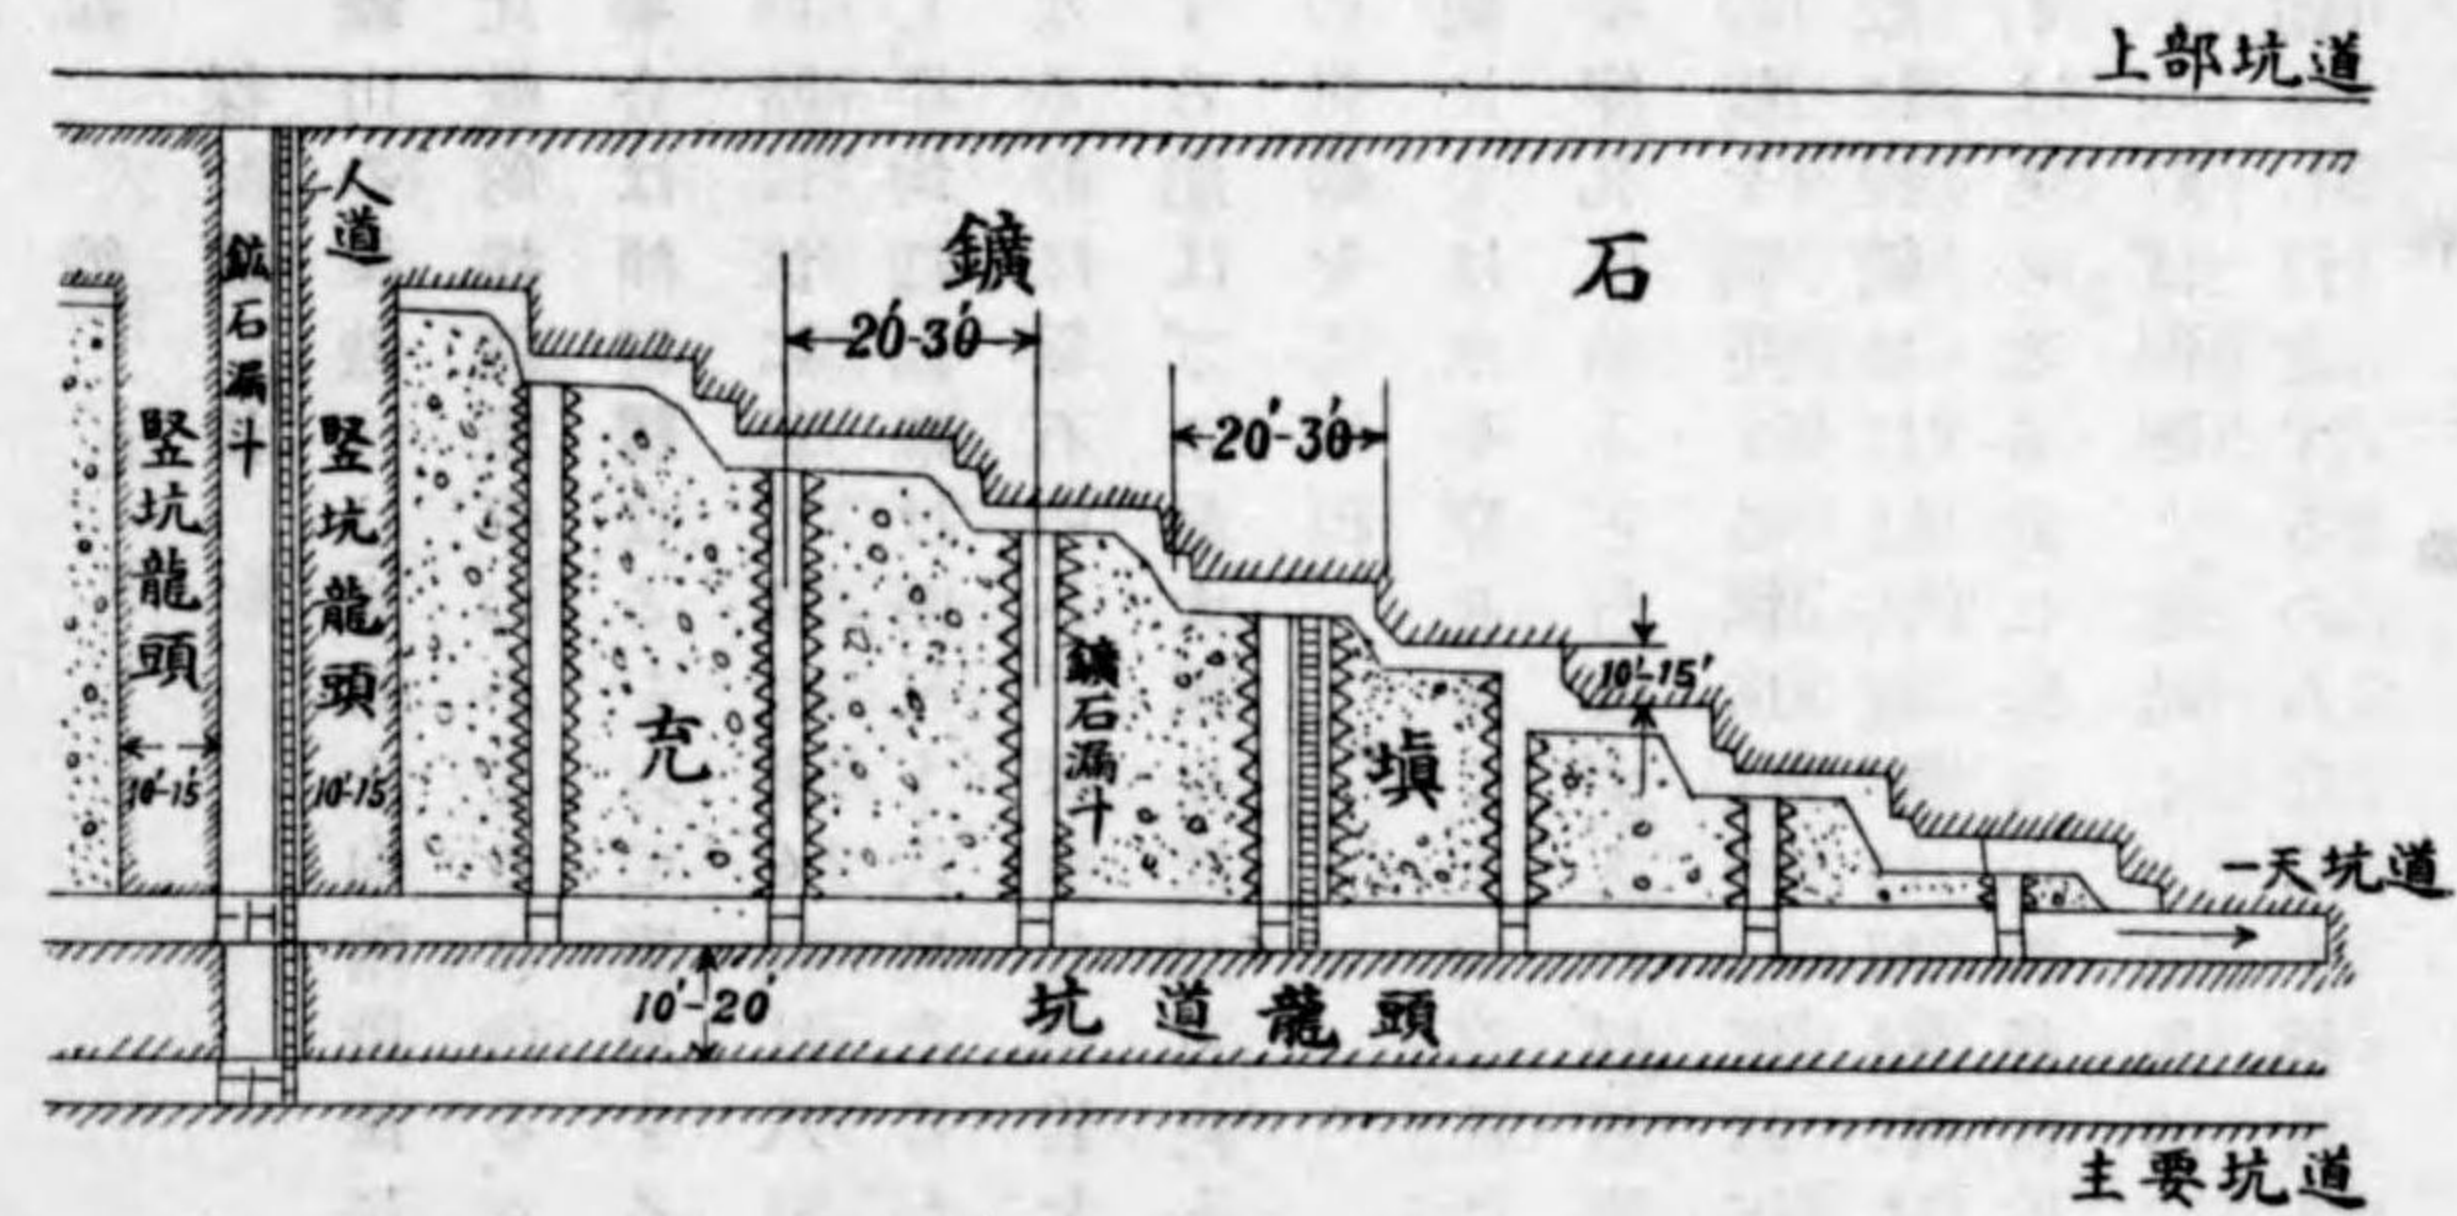 上部坑道
人道
鑛石
鉱石漏斗
20'-30'
20'-30'
竪坑龍頭
竪坑龍頭
10'-15'
鑛石漏斗
充塡
10'-15'
10'-15'
一天坑道
10'-20'
坑道龍頭
主要坑道